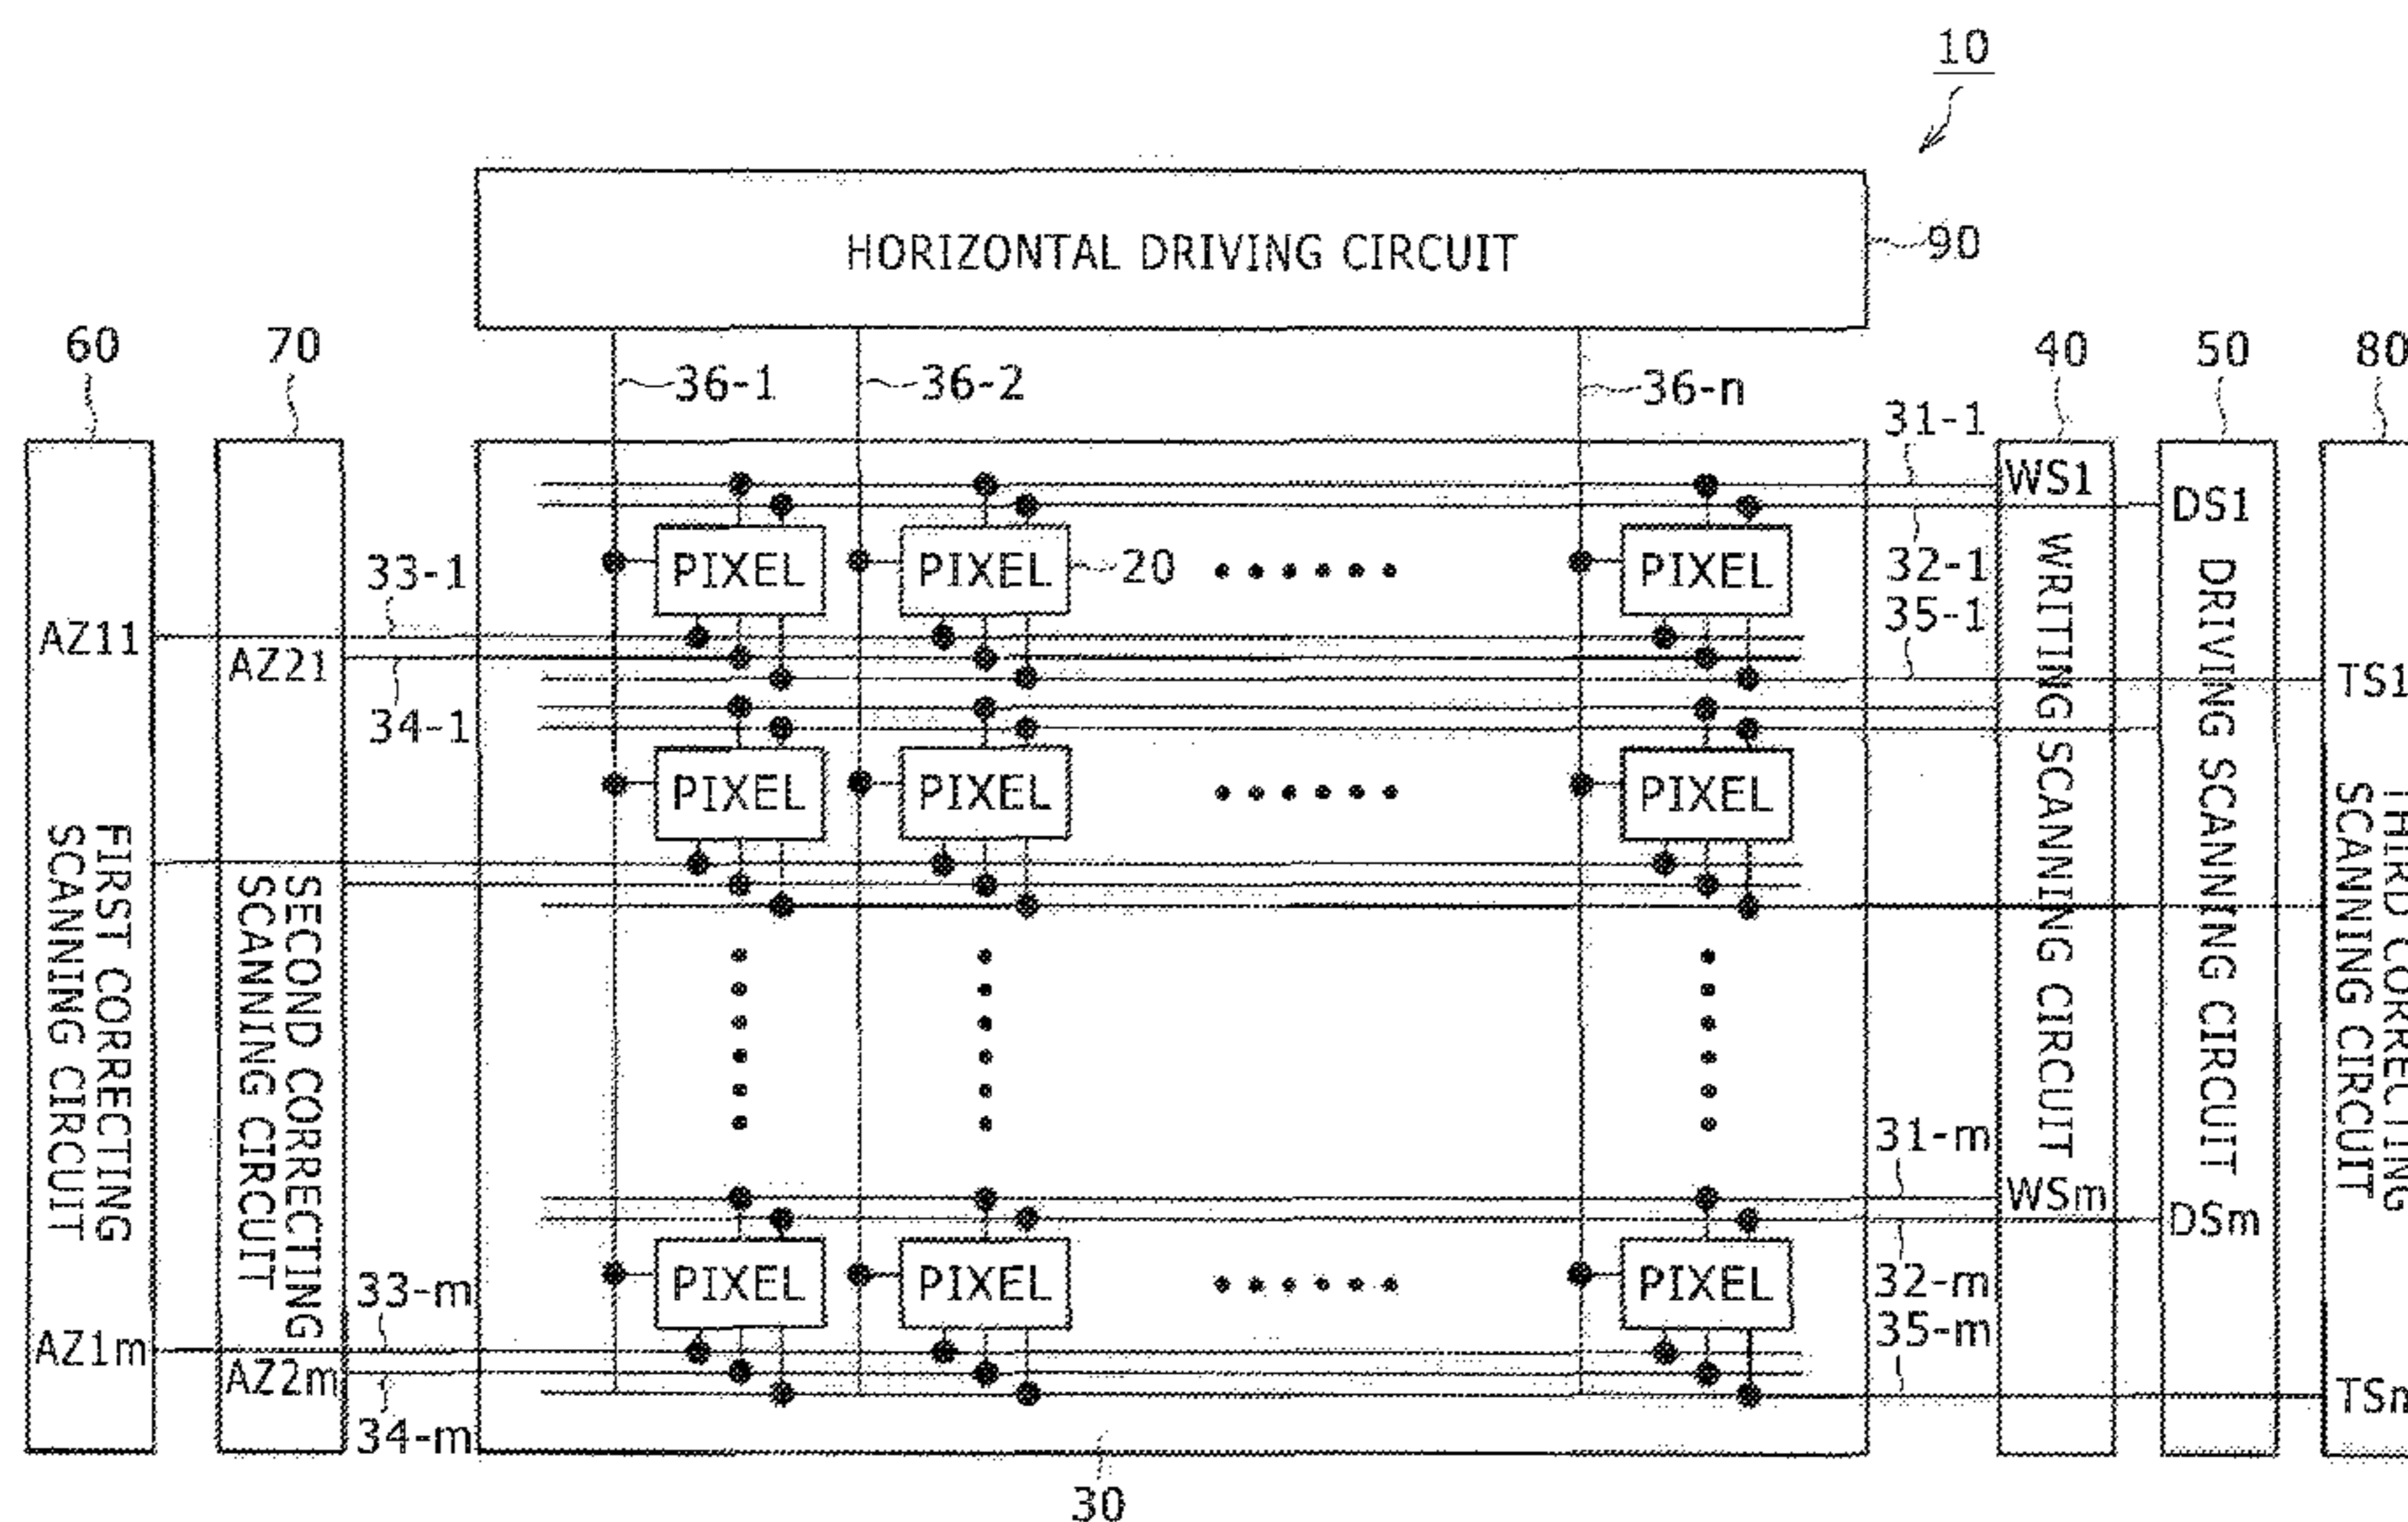 10
HORIZONTAL DRIVING CIRCUIT
90
60
70
36-1
36-2
36-n
40
50
80
31-1
WS1
DS1
32-1
PIXEL
PIXEL
20
PIXEL
33-1
35-1
AZ11
AZ21
TS1
34-1
PIXEL
PIXEL
PIXEL
FIRST CORRECTING
SCANNING CIRCUIT
SECOND CORRECTING
SCANNING CIRCUIT
WRITING SCANNING CIRCUIT
DRIVING SCANNING CIRCUIT
THIRD CORRECTING
SCANNING CIRCUIT
31-m
WSm
DSm
32-m
PIXEL
PIXEL
PIXEL
33-m
35-m
AZ1m
AZ2m
TSm
34-m
30